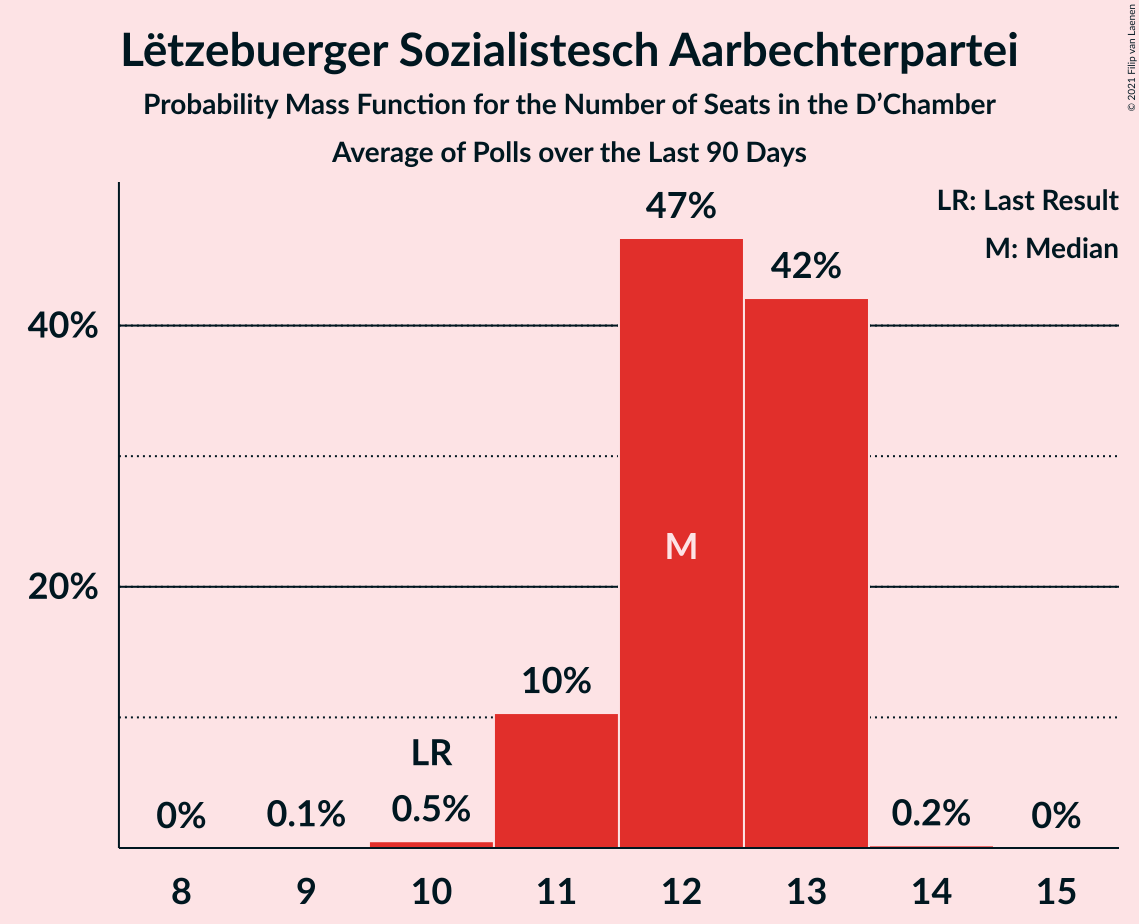 Lëtzebuerger Sozialistesch Aarbechterpartei
Probability Mass Function for the Number of Seats in the D’Chamber
Average of Polls over the Last 90 Days
© 2021 Filip van Laenen
LR: Last Result
M: Median
40%
20%
0%
0.1%
LR
0.5%
10%
47%
M
42%
0.2%
0%
8 9 10 11 12 13 14 15